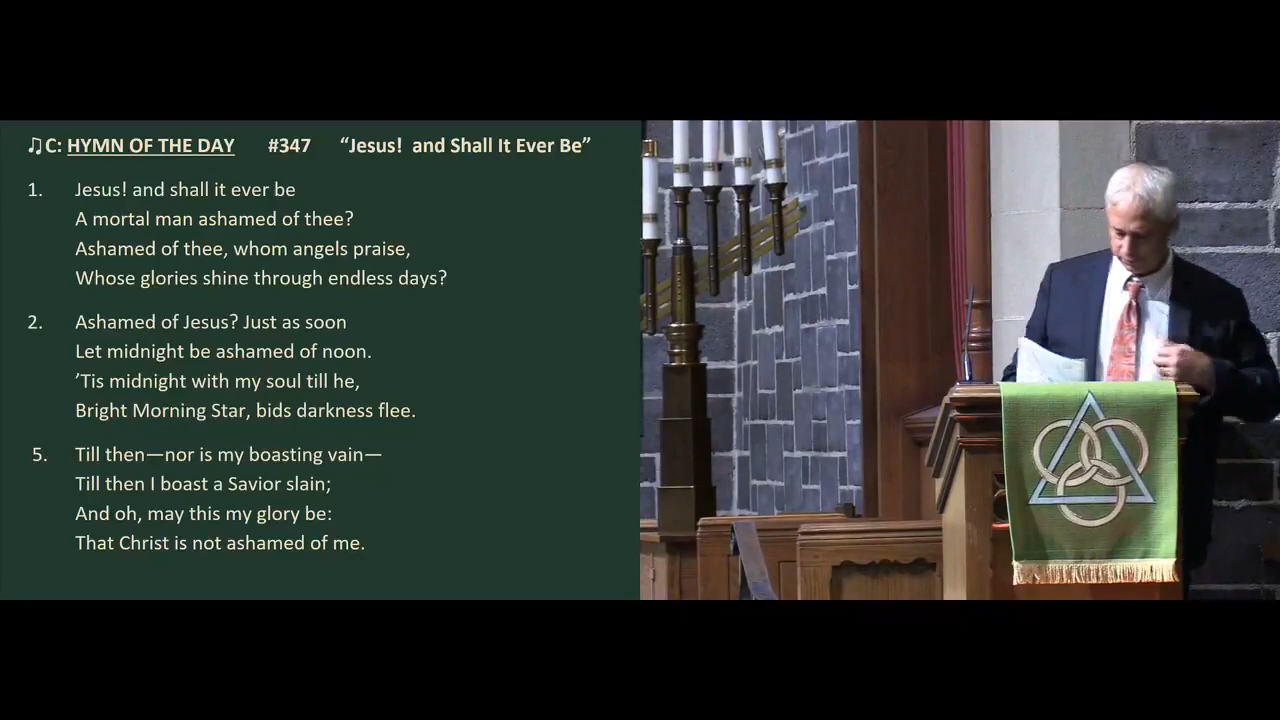 ♫C: HYMN OF THE DAY #347 “Jesus! and Shall It Ever Be”
1. Jesus! and shall it ever be
A mortal man ashamed of thee?
Ashamed of thee, whom angels praise,
Whose glories shine through endless days?
2. Ashamed of Jesus? Just as soon
Let midnight be ashamed of noon.
’Tis midnight with my soul till he,
Bright Morning Star, bids darkness flee.
5. Till then—nor is my boasting vain—
Till then I boast a Savior slain;
And oh, may this my glory be:
That Christ is not ashamed of me.